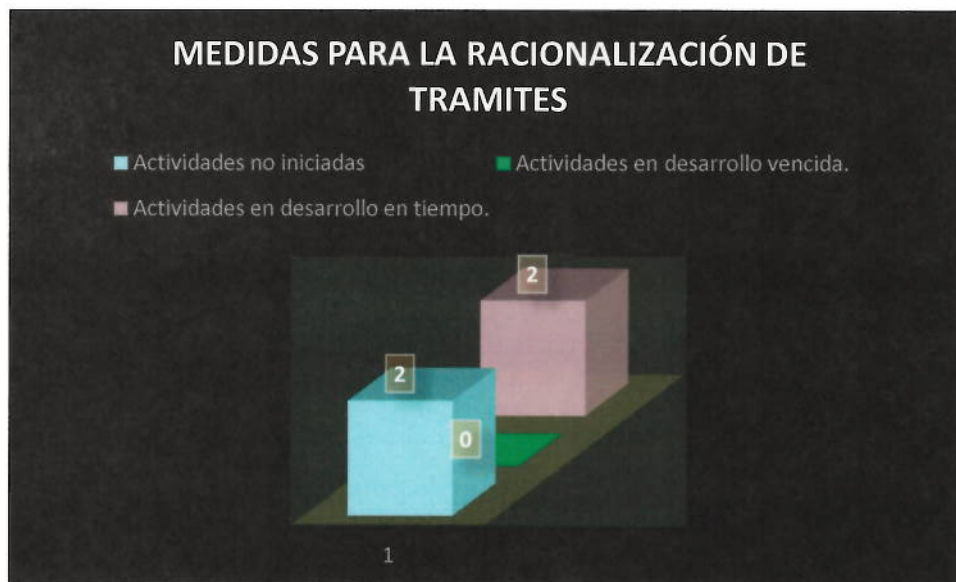 MEDIDAS PARA LA RACIONALIZACIÓN DE
TRAMITES
Actividades no iniciadas
Actividades en desarrollo vencida.
Actividades en desarrollo en tiempo.
2
2
0
1